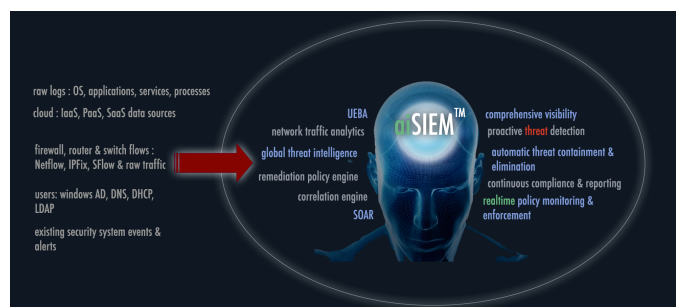 raw logs : OS, applications, services, processes
cloud : IaaS, PaaS, SaaS data sources
firewall, router & switch flows :
Netflow, IPFix, SFlow & raw traffic
users: windows AD, DNS, DHCP,
LDAP
existing security system events &
alerts
UEBA
network traffic analytics
global threat intelligence
remediation policy engine
correlation engine
SOAR
aiSIEM™
comprehensive visibility
proactive threat detection
automatic threat containment &
elimination
continuous compliance & reporting
realtime policy monitoring &
enforcement